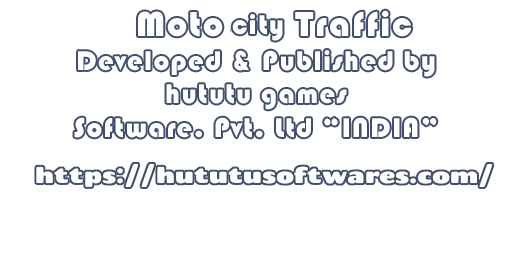 Moto city Traffic
Developed & Published by
hututu games
Software. Pvt. Ltd "INDIA"
https://hututusoftwares.com/